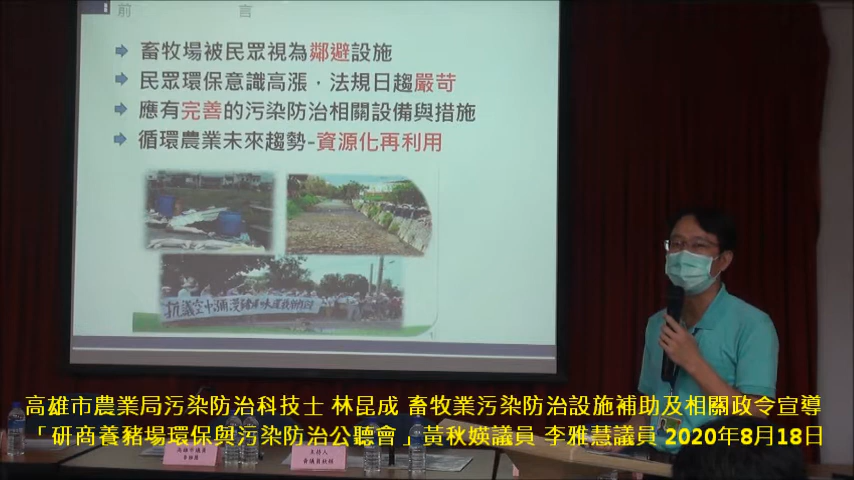 前 言
畜牧場被民眾視為鄰避設施
民眾環保意識高漲，法規日趨嚴苛
應有完善的污染防治相關設備與措施
循環農業未來趨勢-資源化再利用
高雄市農業局污染防治科技士 林昆成 畜牧業污染防治設施補助及相關政令宣導
「研商養豬場環保與污染防治公聽會」黃秋媖議員 李雅慧議員 2020年8月18日
高雄市議員
主持人